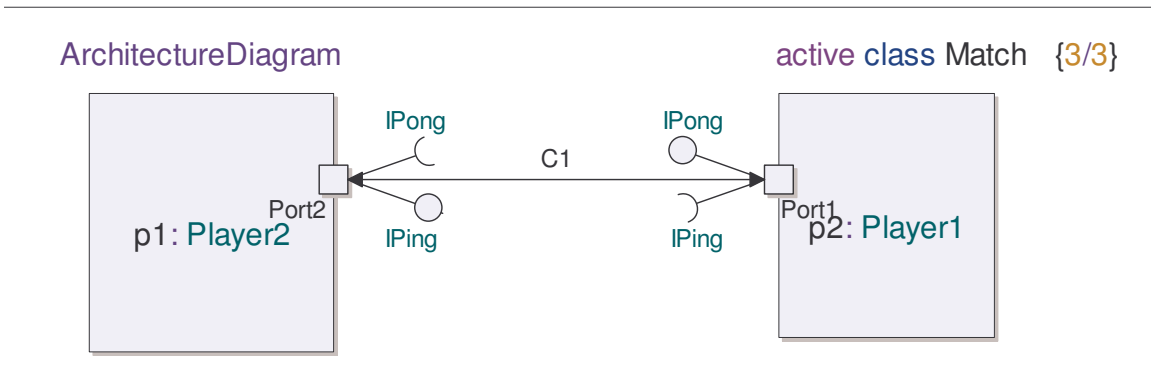 ArchitectureDiagram
active class Match {3/3}
IPong
IPong
C1
Port2
Port1
p1: Player2
p2: Player1
IPing
IPing